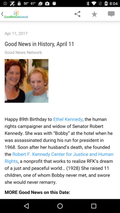 8:04
Apr 11, 2017
Good News in History, April 11
Good News Network
Happy 89th Birthday to Ethel Kennedy, the human
rights campaigner and widow of Senator Robert
Kennedy. She was with "Bobby" at the hotel when he
was assassinated during his run for president in
1968. Soon after her husband's death, she founded
the Robert F. Kennedy Center for Justice and Human
Rights, a nonprofit that works to realize RFK's dream
of a just and peaceful world... (1928) She raised 11
children, one of whom Bobby never met, and swore
she would never remarry.
MORE Good News on this Date: